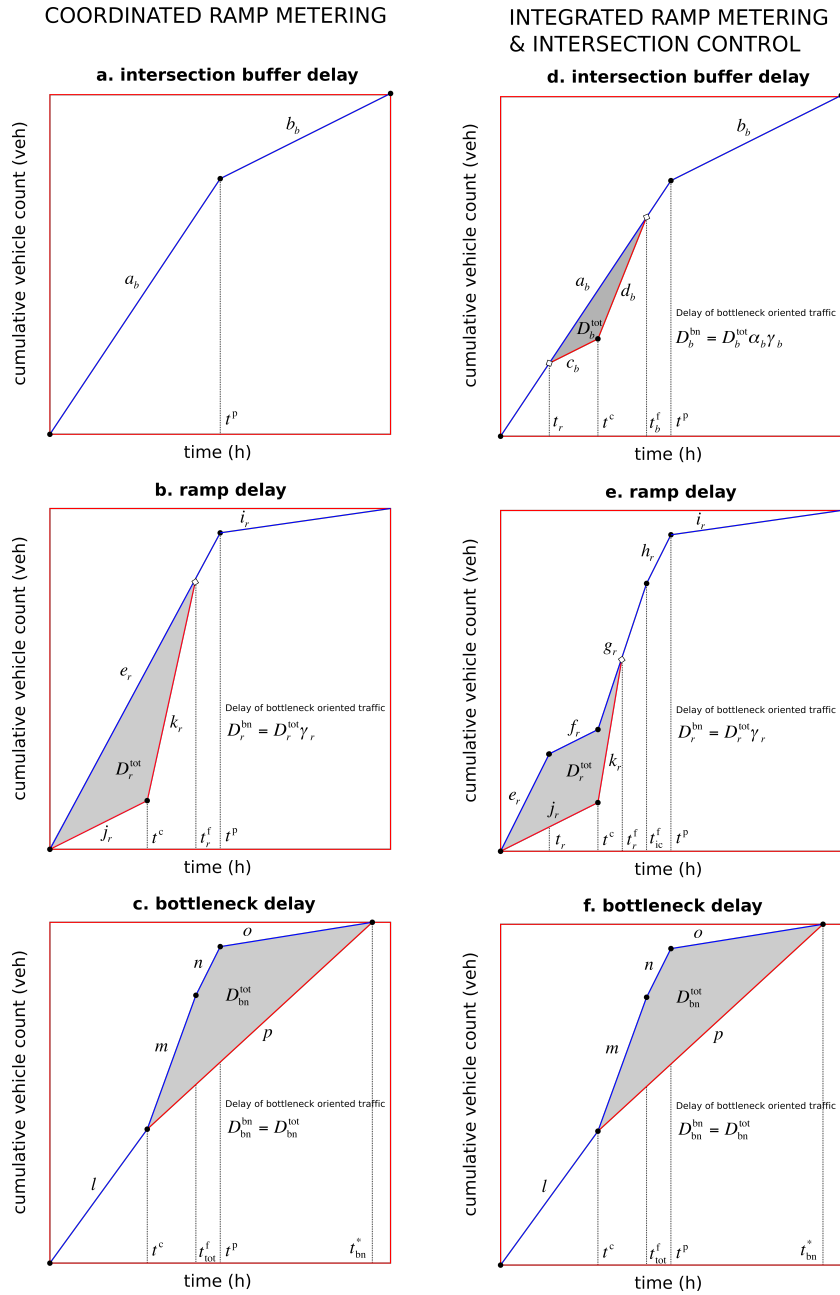 COORDINATED RAMP METERING
INTEGRATED RAMP METERING
& INTERSECTION CONTROL
a. intersection buffer delay
cumulative vehicle count (veh)
a_b
b_b
t^p
time (h)
d. intersection buffer delay
cumulative vehicle count (veh)
b_b
a_b
d_b
D_b^tot
c_b
Delay of bottleneck oriented traffic
D_b^bn = D_b^tot α_b γ_b
t_r
t^c
t_b^f
t^p
time (h)
b. ramp delay
cumulative vehicle count (veh)
i_r
e_r
k_r
D_r^tot
j_r
Delay of bottleneck oriented traffic
D_r^bn = D_r^tot γ_r
t^c
t_r^f
t^p
time (h)
e. ramp delay
cumulative vehicle count (veh)
i_r
h_r
g_r
f_r
k_r
D_r^tot
e_r
j_r
Delay of bottleneck oriented traffic
D_r^bn = D_r^tot γ_r
t_r
t^c
t_r^f
t_ic^f
t^p
time (h)
c. bottleneck delay
cumulative vehicle count (veh)
o
n
D_bn^tot
m
p
Delay of bottleneck oriented traffic
D_bn^bn = D_bn^tot
l
t^c
t_tot^f
t^p
t_bn^*
time (h)
f. bottleneck delay
cumulative vehicle count (veh)
o
n
D_bn^tot
m
p
Delay of bottleneck oriented traffic
D_bn^bn = D_bn^tot
l
t^c
t_tot^f
t^p
t_bn^*
time (h)